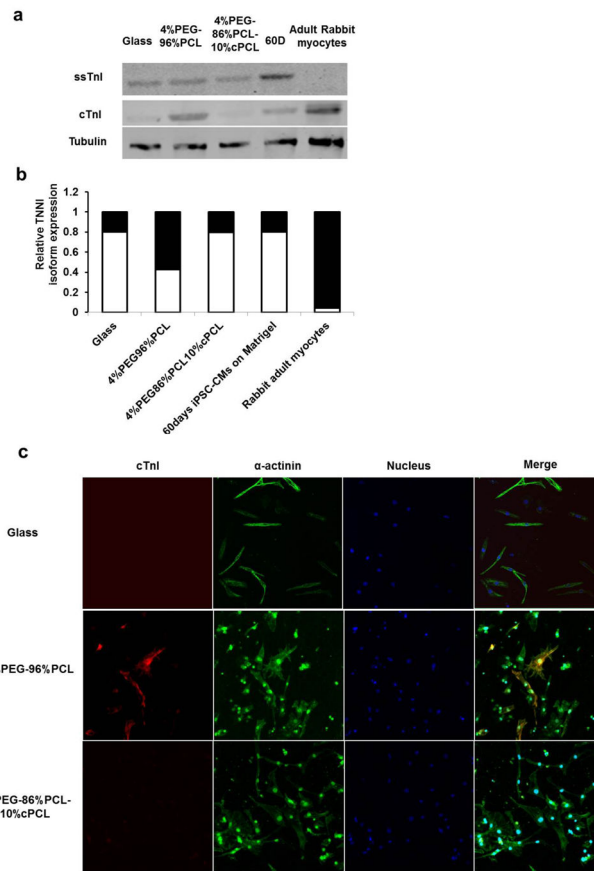 a
Glass
4%PEG-
96%PCL
4%PEG-
86%PCL-
10%cPCL
60D
Adult Rabbit
myocytes
ssTnI
cTnI
Tubulin
b
Relative TNNI
isoform expression
1.2
1
0.8
0.6
0.4
0.2
0
Glass
4%PEG96%PCL
4%PEG86%PCL10%cPCL
60days iPSC-CMs on Matrigel
Rabbit adult myocytes
c
cTnI
α-actinin
Nucleus
Merge
Glass
PEG-96%PCL
PEG-86%PCL-
10%cPCL